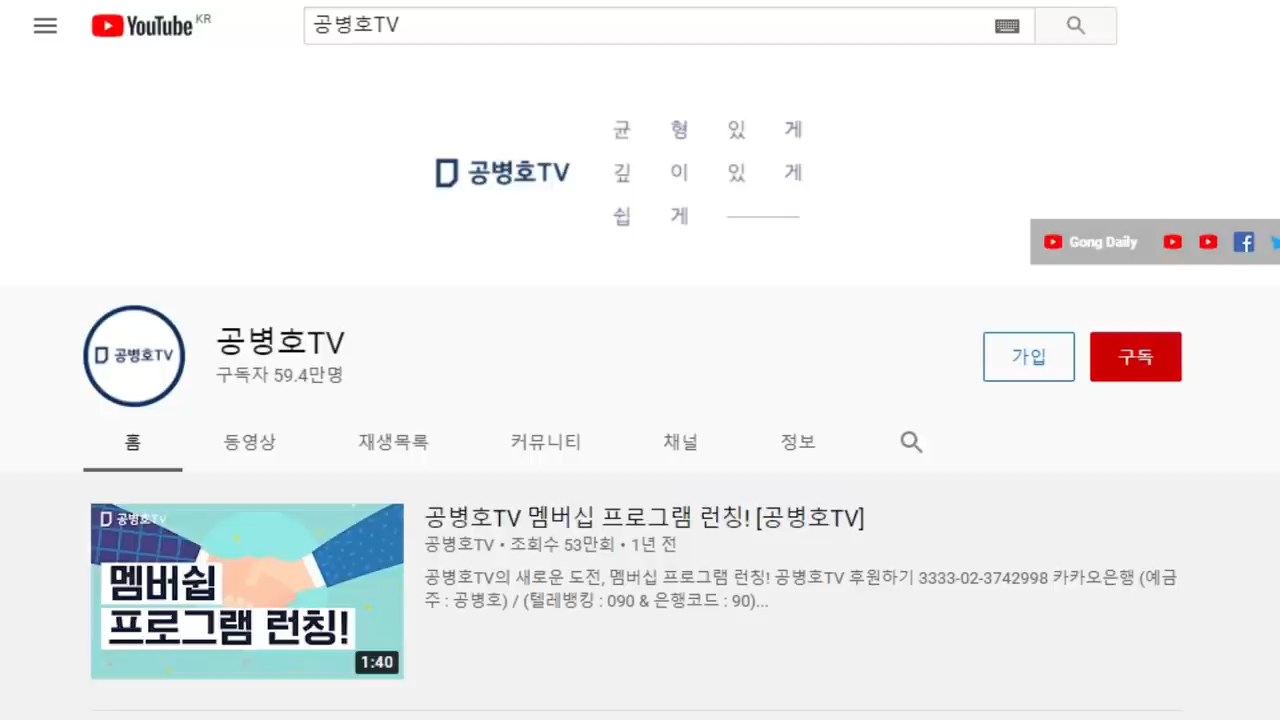 YouTube KR
공병호TV
균 형 있 게
공병호TV
깊 이 있 게
쉽 게
Gong Daily
공병호TV
공병호TV
구독자 59.4만명
가입
구독
홈
동영상
재생목록
커뮤니티
채널
정보
공병호TV
멤버쉽
프로그램 런칭!
1:40
공병호TV 멤버십 프로그램 런칭! [공병호TV]
공병호TV • 조회수 53만회 • 1년 전
공병호TV의 새로운 도전, 멤버십 프로그램 런칭! 공병호TV 후원하기 3333-02-3742998 카카오은행 (예금
주 : 공병호) / (텔레뱅킹 : 090 & 은행코드 : 90)...